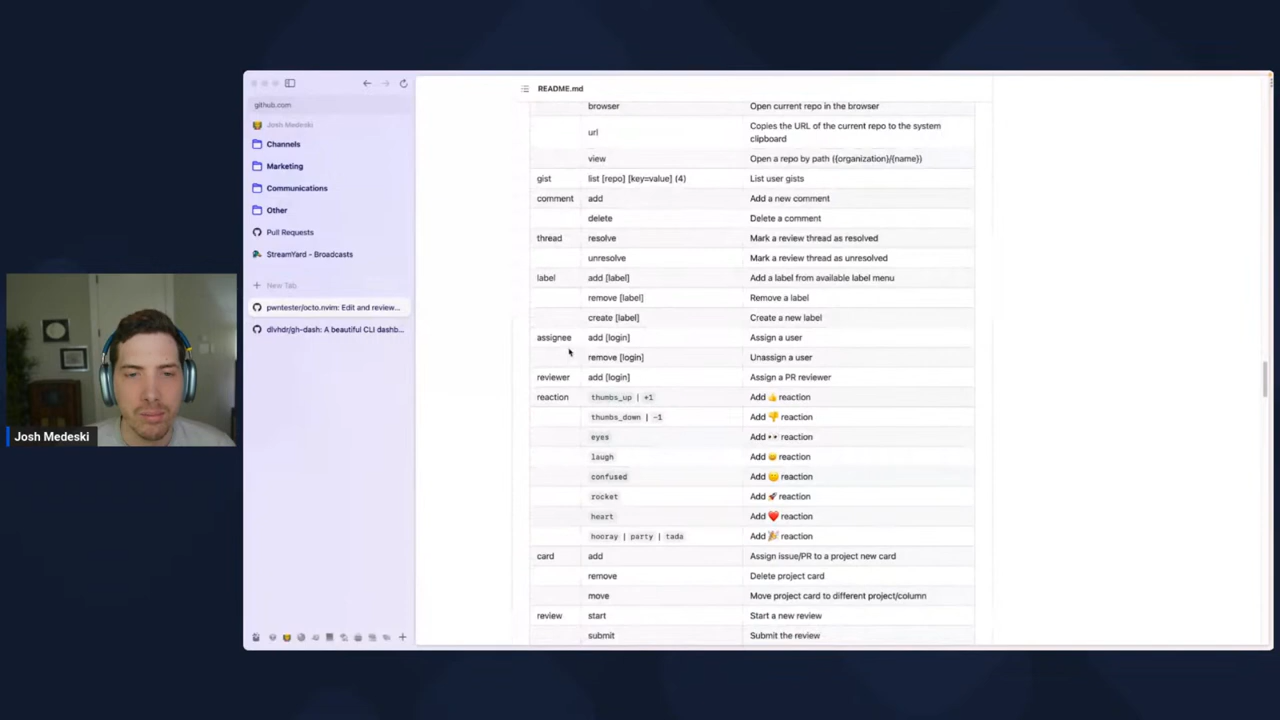 github.com
Josh Medeski
Channels
Marketing
Communications
Other
Pull Requests
StreamYard - Broadcasts
New Tab
pwntester/octo.nvim: Edit and review...
dlvhdr/gh-dash: A beautiful CLI dashb...
Josh Medeski
README.md
browser Open current repo in the browser
url Copies the URL of the current repo to the system
clipboard
view Open a repo by path ({organization}/{name})
gist list [repo] [key=value] (4) List user gists
comment add Add a new comment
delete Delete a comment
thread resolve Mark a review thread as resolved
unresolve Mark a review thread as unresolved
label add [label] Add a label from available label menu
remove [label] Remove a label
create [label] Create a new label
assignee add [login] Assign a user
remove [login] Unassign a user
reviewer add [login] Assign a PR reviewer
reaction thumbs_up | +1 Add 👍 reaction
thumbs_down | -1 Add 👎 reaction
eyes Add 👀 reaction
laugh Add 😄 reaction
confused Add 😕 reaction
rocket Add 🚀 reaction
heart Add ❤️ reaction
hooray | party | tada Add 🎉 reaction
card add Assign issue/PR to a project new card
remove Delete project card
move Move project card to different project/column
review start Start a new review
submit Submit the review